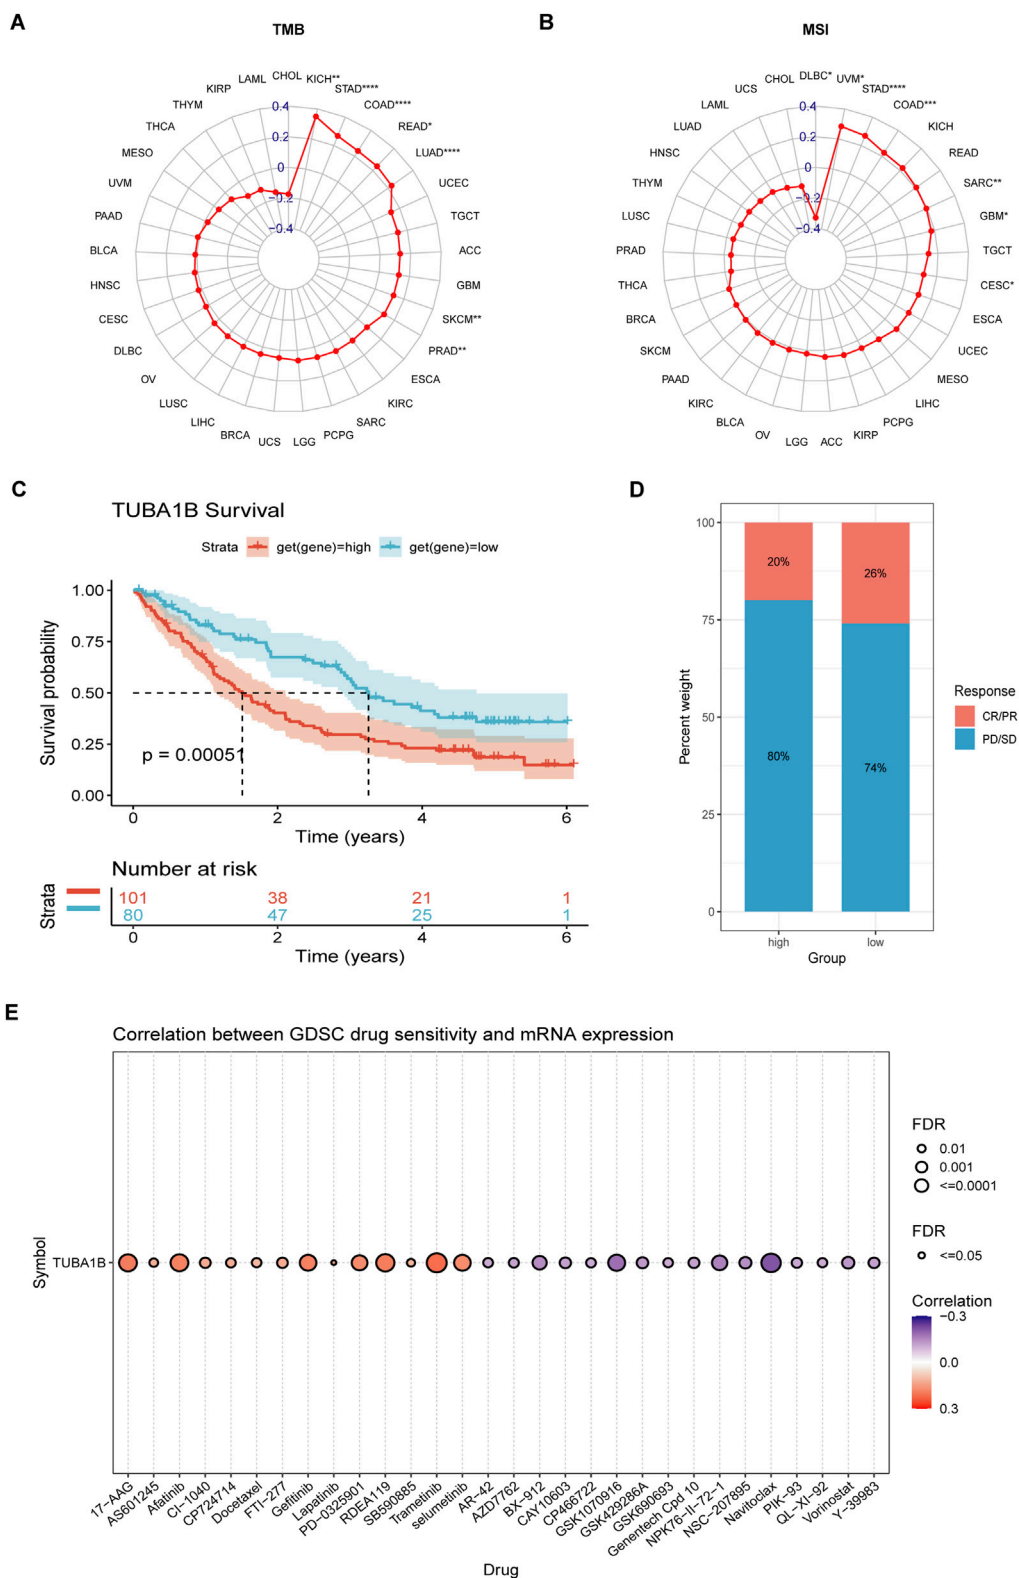 A
TMB
CHOL
KICH**
STAD****
COAD****
READ*
LUAD****
UCEC
TGCT
ACC
GBM
SKCM**
PRAD**
ESCA
KIRC
SARC
PCPG
LGG
UCS
BRCA
LIHC
LUSC
OV
DLBC
CESC
HNSC
BLCA
PAAD
UVM
MESO
THCA
THYM
KIRP
LAML
0.4
0.2
0
−0.2
−0.4
B
MSI
DLBC*
UVM*
STAD****
COAD***
KICH
READ
SARC**
GBM*
TGCT
CESC*
ESCA
UCEC
MESO
LIHC
PCPG
KIRP
ACC
LGG
OV
BLCA
KIRC
PAAD
SKCM
BRCA
THCA
PRAD
LUSC
THYM
HNSC
LUAD
LAML
UCS
CHOL
0.4
0.2
0
−0.2
−0.4
C
TUBA1B Survival
Strata get(gene)=high get(gene)=low
Survival probability
1.00
0.75
0.50
0.25
0.00
p = 0.00051
0 2 4 6
Time (years)
Number at risk
Strata
101 38 21 1
80 47 25 1
0 2 4 6
Time (years)
D
Percent weight
100
75
50
25
0
20%
26%
80%
74%
high low
Group
Response
CR/PR
PD/SD
E
Correlation between GDSC drug sensitivity and mRNA expression
Symbol
TUBA1B
17-AAG
AS601245
Afatinib
CI-1040
CP724714
Docetaxel
FTI-277
Gefitinib
Lapatinib
PD-0325901
RDEA119
SB590885
Trametinib
selumetinib
AR-42
AZD7762
BX-912
CAY10603
CP466722
GSK1070916
GSK429286A
GSK690693
Genentech Cpd 10
NPK76-II-72-1
NSC-207895
Navitoclax
PIK-93
QL-XI-92
Vorinostat
Y-39983
Drug
FDR
0.01
0.001
<=0.0001
FDR
<=0.05
Correlation
−0.3
0.0
0.3